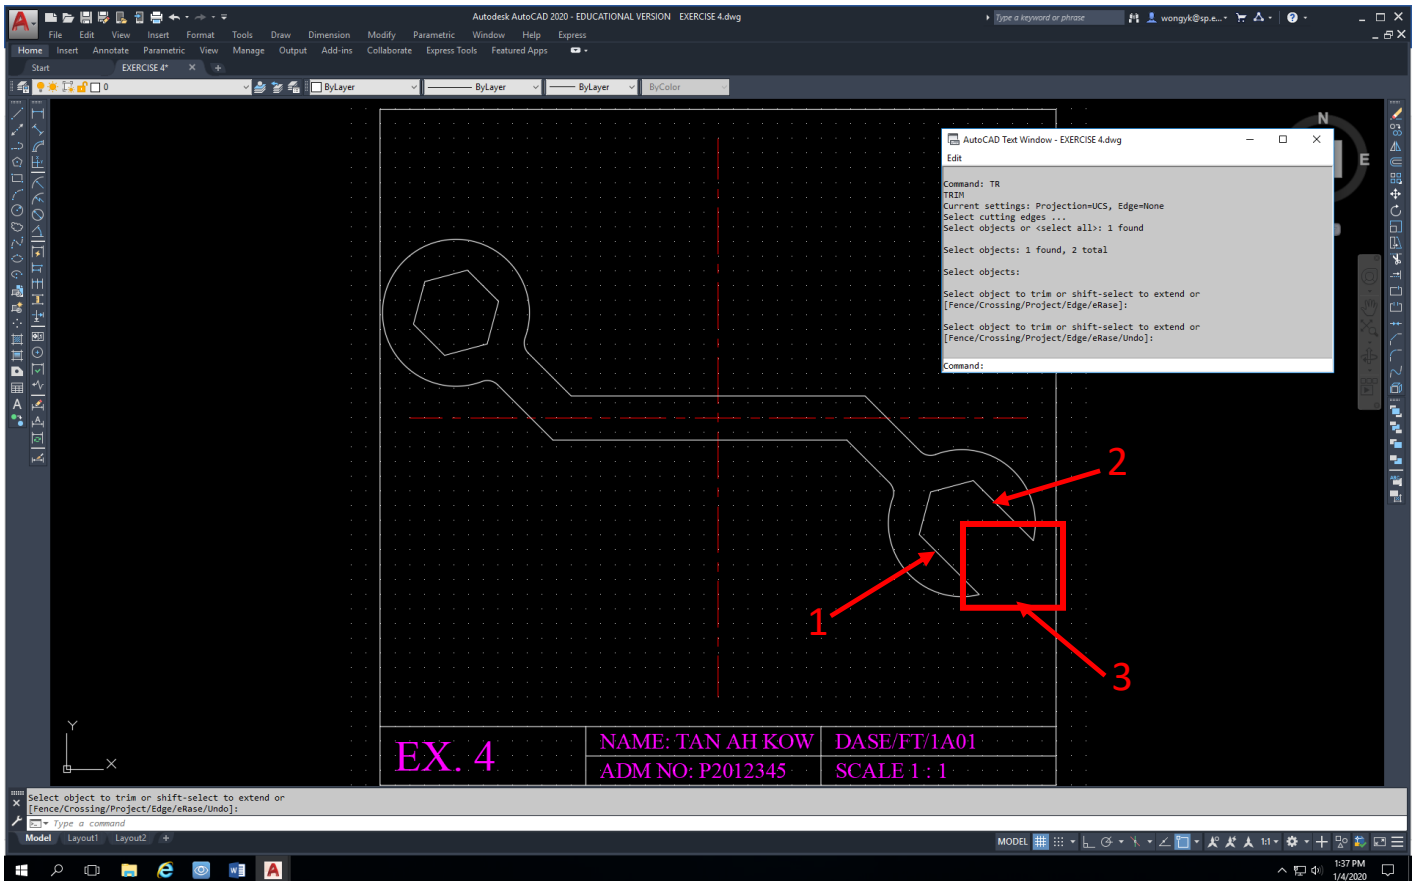 Autodesk AutoCAD 2020 - EDUCATIONAL VERSION EXERCISE 4.dwg
Type a keyword or phrase
wongyk@sp.e...
File Edit View Insert Format Tools Draw Dimension Modify Parametric Window Help Express
Home Insert Annotate Parametric View Manage Output Add-ins Collaborate Express Tools Featured Apps
Start EXERCISE 4*
0 ByLayer ByLayer ByLayer ByColor
N
E
AutoCAD Text Window - EXERCISE 4.dwg
Edit
Command: TR
TRIM
Current settings: Projection=UCS, Edge=None
Select cutting edges ...
Select objects or <select all>: 1 found
Select objects: 1 found, 2 total
Select objects:
Select object to trim or shift-select to extend or
[Fence/Crossing/Project/Edge/eRase]:
Select object to trim or shift-select to extend or
[Fence/Crossing/Project/Edge/eRase/Undo]:
Command:
2
1
3
Y
X
EX. 4
NAME: TAN AH KOW
DASE/FT/1A01
ADM NO: P2012345
SCALE 1 : 1
Select object to trim or shift-select to extend or
[Fence/Crossing/Project/Edge/eRase/Undo]:
Type a command
Model Layout1 Layout2 +
MODEL
1:1
1:37 PM
1/4/2020